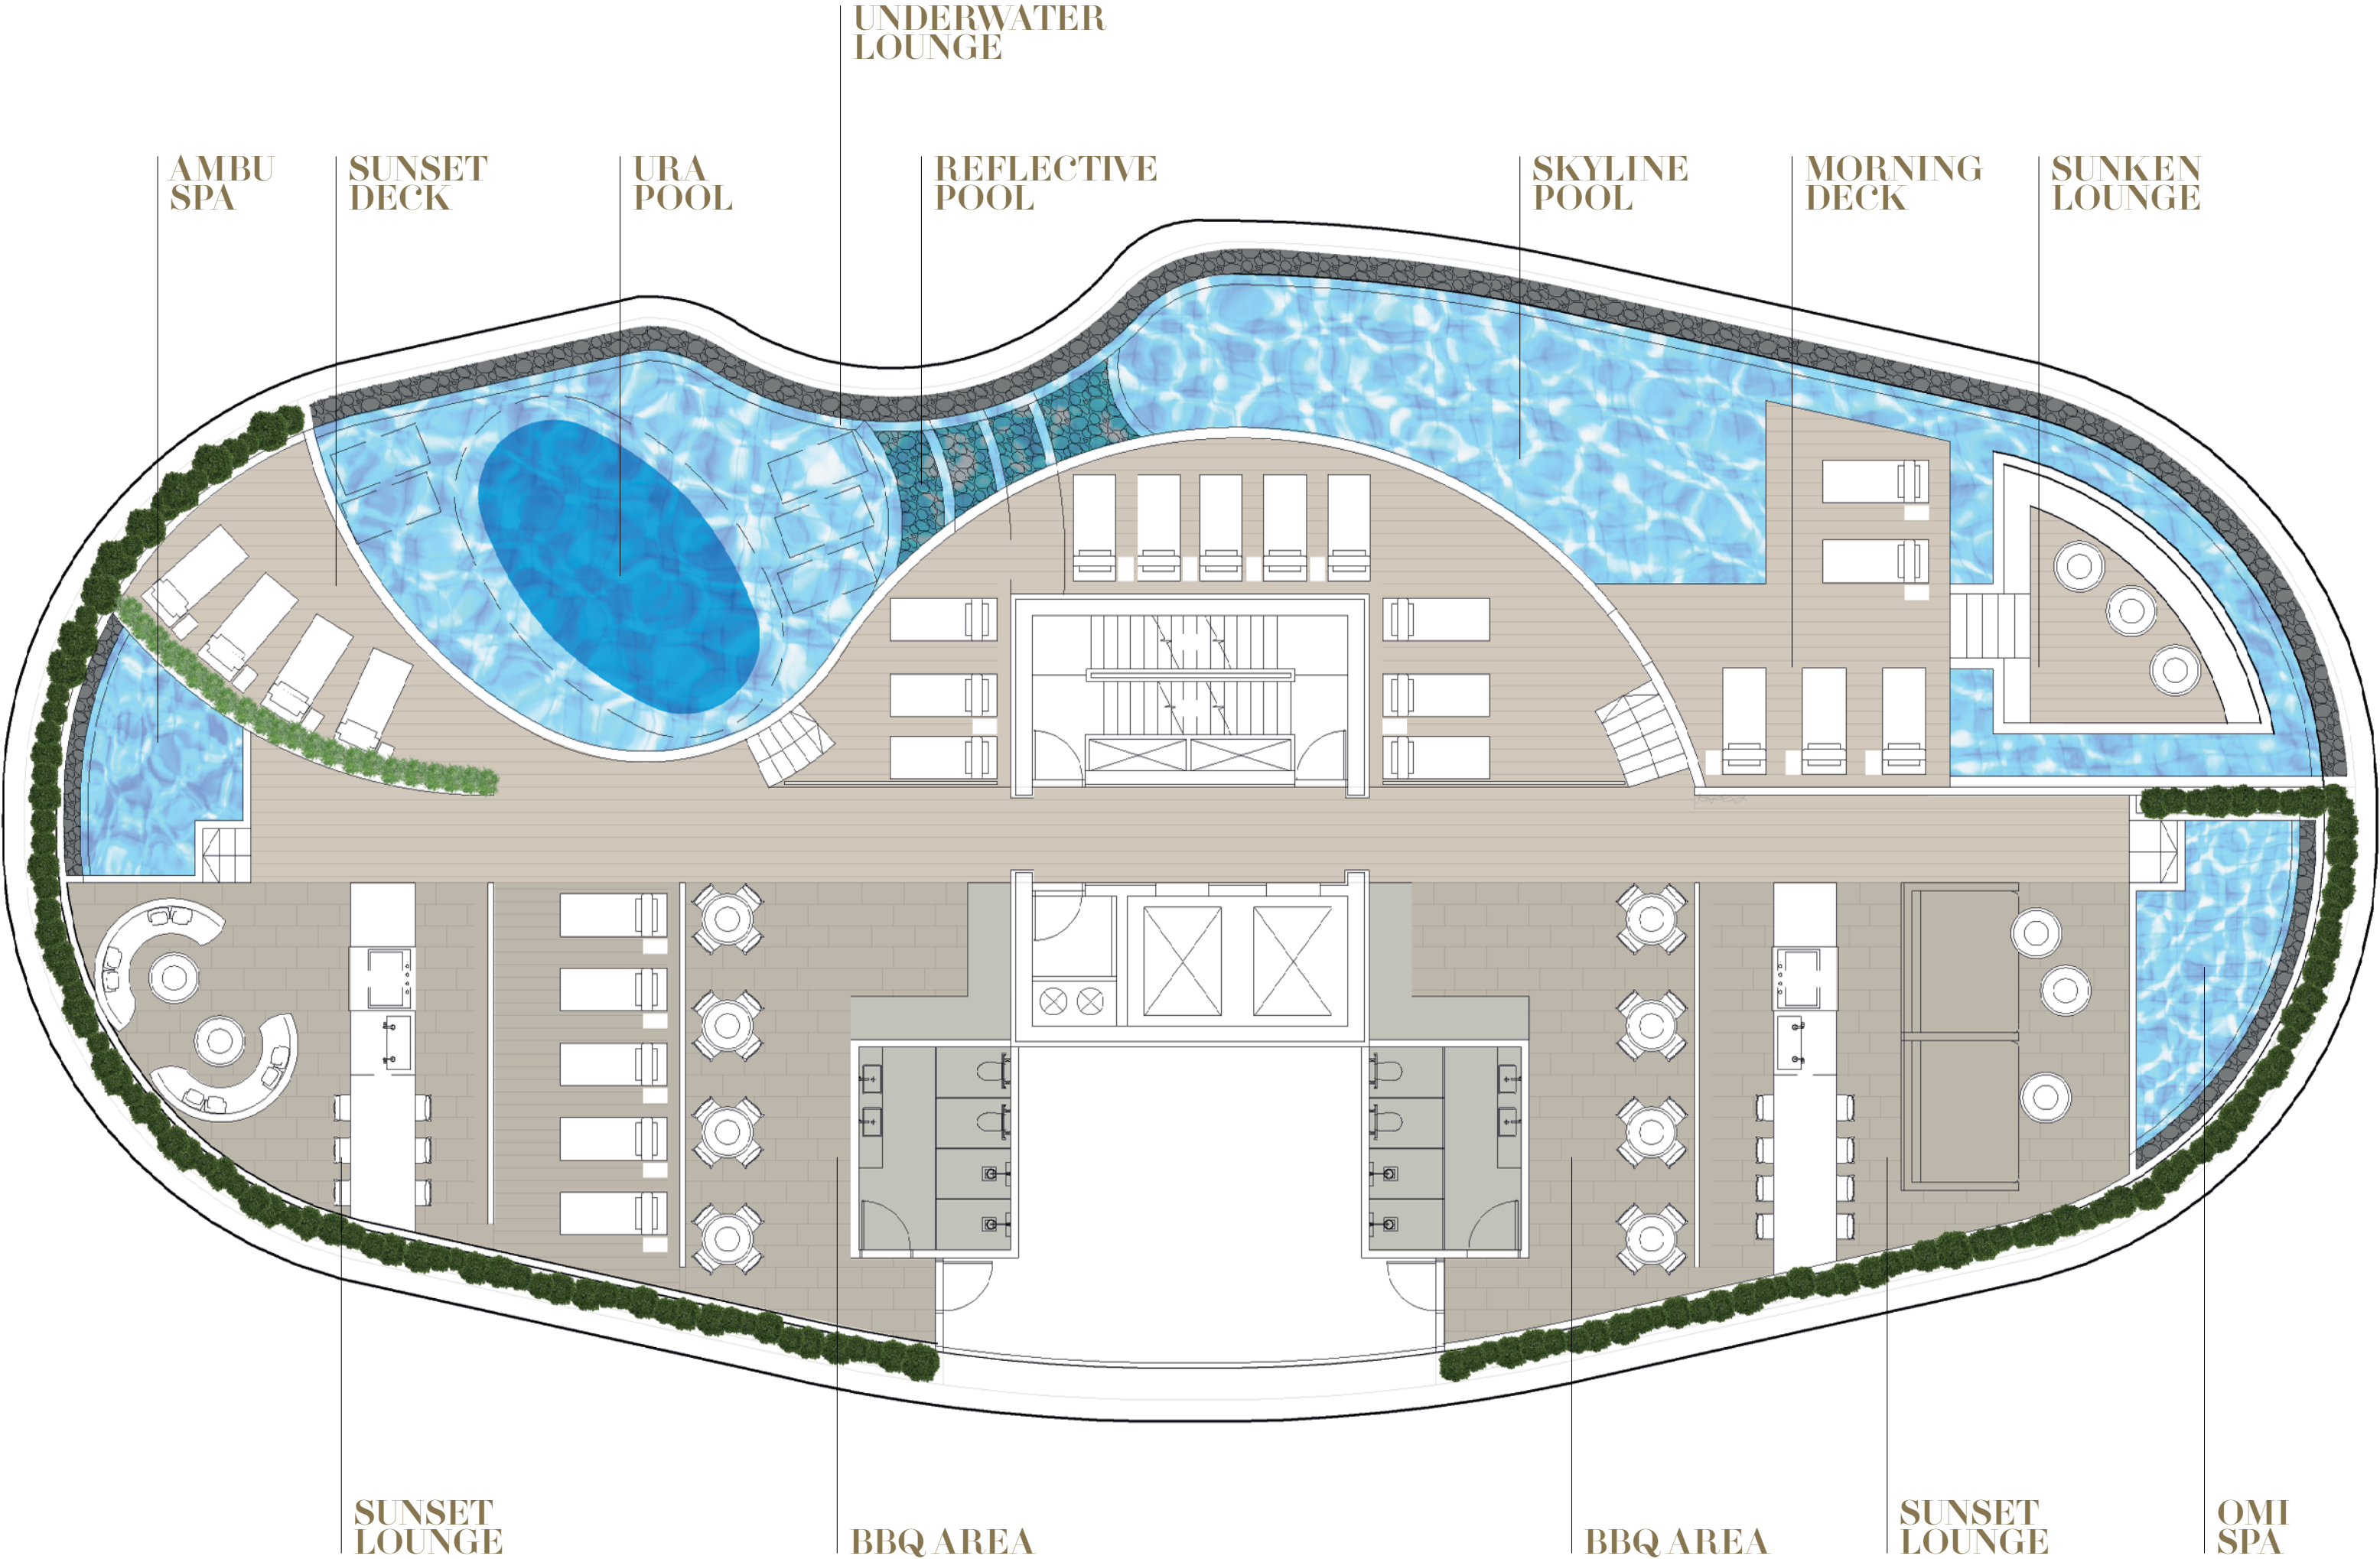 UNDERWATER
LOUNGE
AMBU
SPA
SUNSET
DECK
URA
POOL
REFLECTIVE
POOL
SKYLINE
POOL
MORNING
DECK
SUNKEN
LOUNGE
SUNSET
LOUNGE
BBQ AREA
BBQ AREA
SUNSET
LOUNGE
OMI
SPA